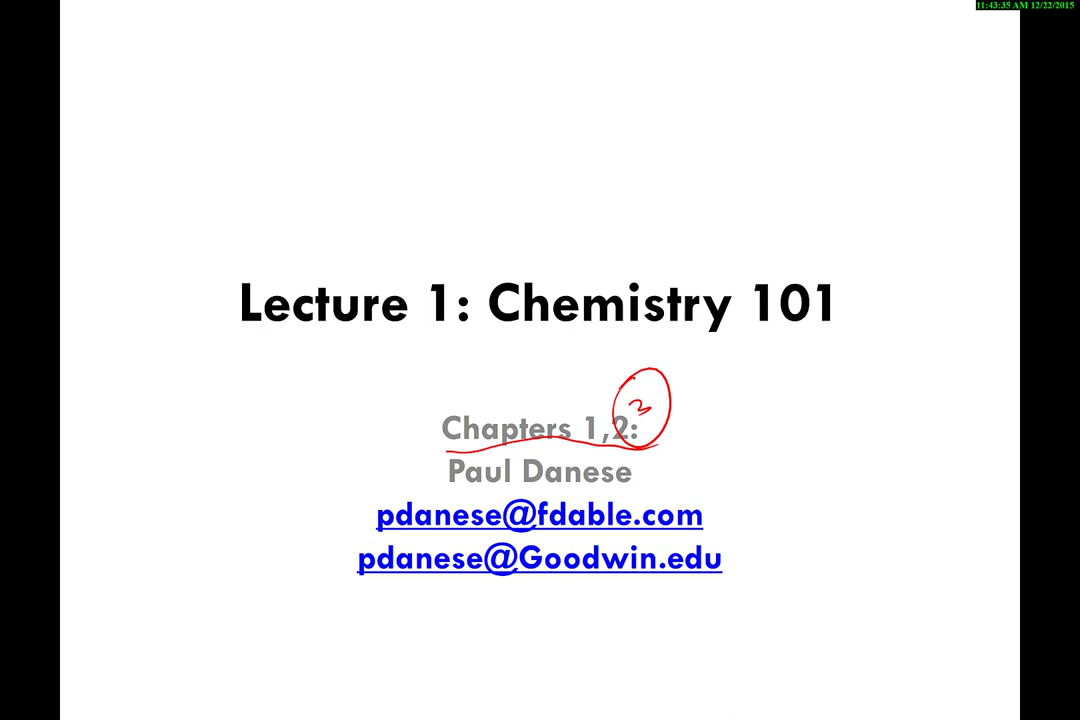 11:43:35 AM 12/22/2015
Lecture 1: Chemistry 101
3
Chapters 1,2:
Paul Danese
pdanese@fdable.com
pdanese@Goodwin.edu